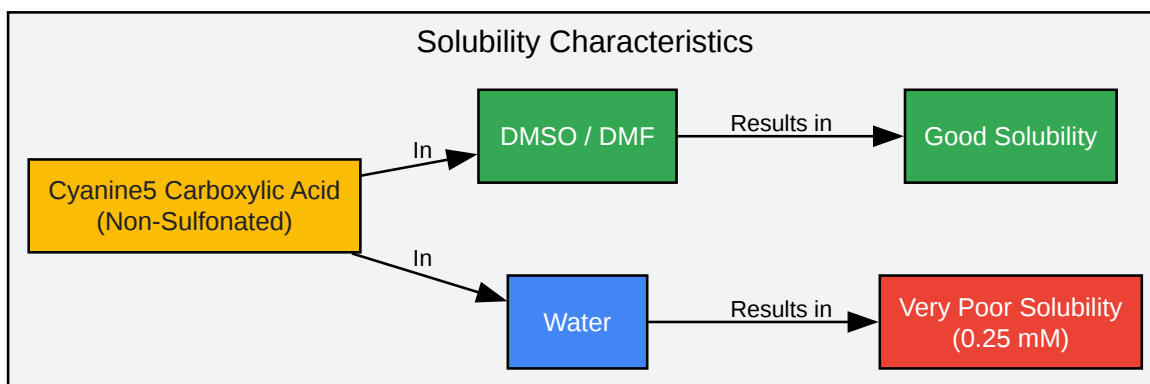 Solubility Characteristics
Cyanine5 Carboxylic Acid
(Non-Sulfonated)
In
DMSO / DMF
Results in
Good Solubility
In
Water
Results in
Very Poor Solubility
(0.25 mM)